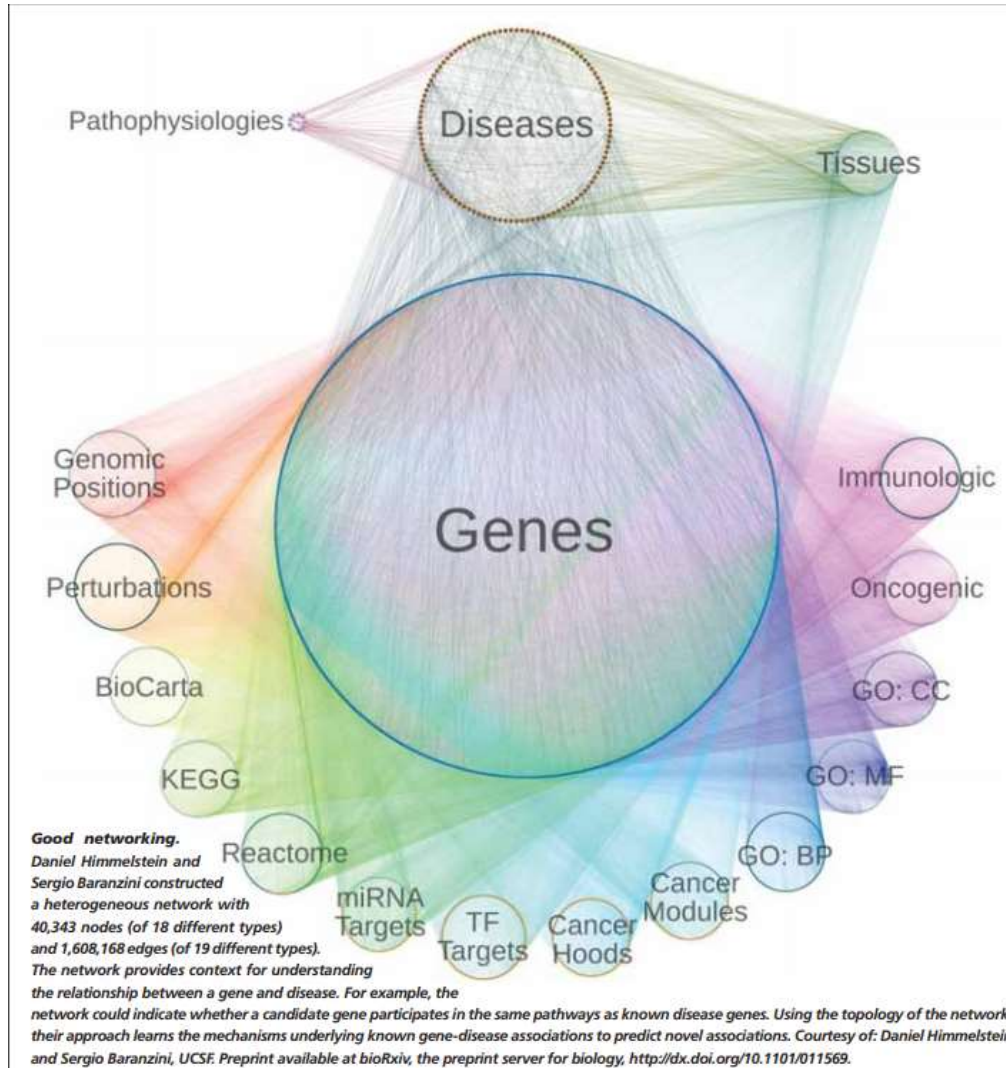 Pathophysiologies
Diseases
Tissues
Genomic
Positions
Immunologic
Genes
Perturbations
Oncogenic
BioCarta
GO: CC
KEGG
GO: MF
Reactome
GO: BP
miRNA
Targets
TF
Targets
Cancer
Hoods
Cancer
Modules
Good networking.
Daniel Himmelstein and
Sergio Baranzini constructed
a heterogeneous network with
40,343 nodes (of 18 different types)
and 1,608,168 edges (of 19 different types).
The network provides context for understanding
the relationship between a gene and disease. For example, the
network could indicate whether a candidate gene participates in the same pathways as known disease genes. Using the topology of the network
their approach learns the mechanisms underlying known gene-disease associations to predict novel associations. Courtesy of: Daniel Himmelstein
and Sergio Baranzini, UCSF. Preprint available at bioRxiv, the preprint server for biology, http://dx.doi.org/10.1101/011569.